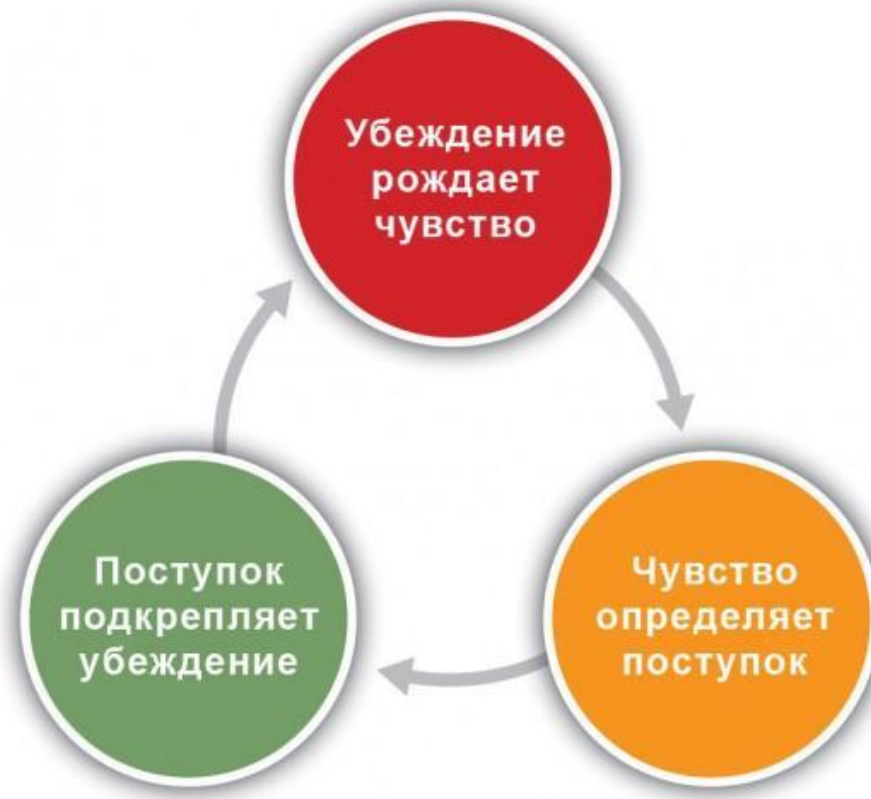 Убеждение
рождает
чувство
Чувство
определяет
поступок
Поступок
подкрепляет
убеждение